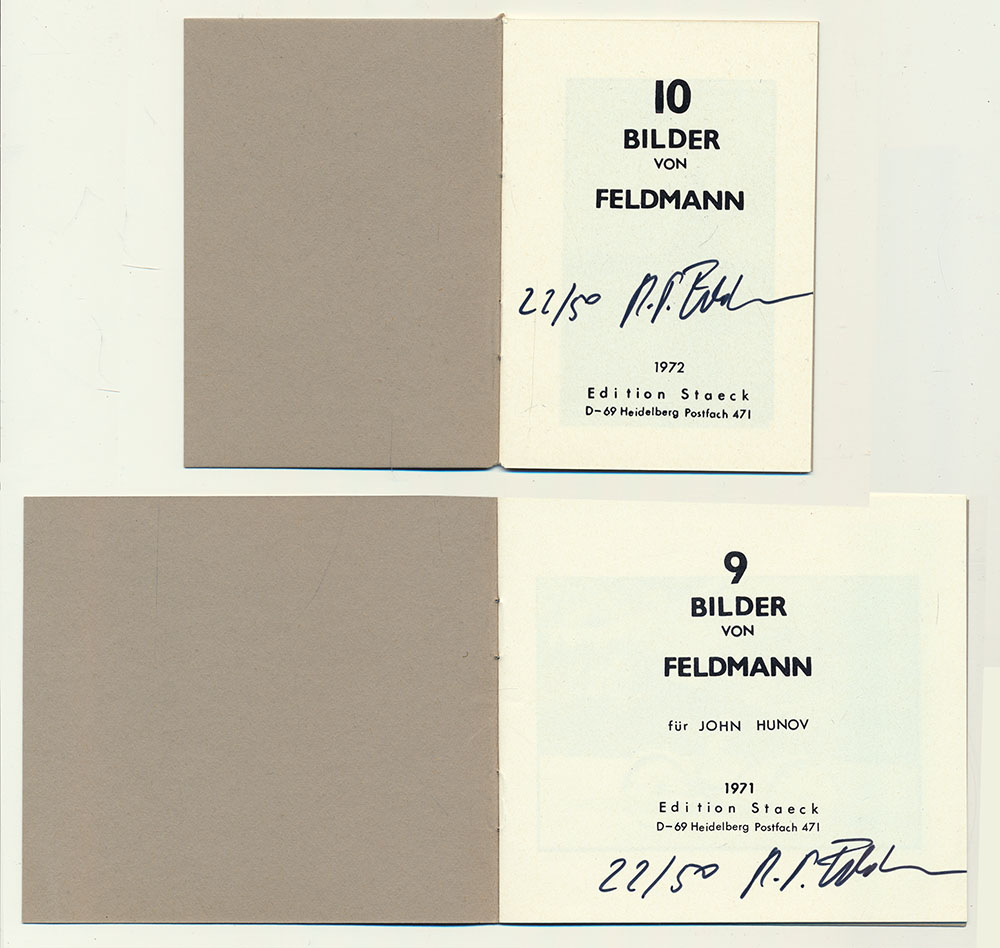 10
BILDER
VON
FELDMANN
22/50
1972
Edition Staeck
D-69 Heidelberg Postfach 471
9
BILDER
VON
FELDMANN
für JOHN HUNOV
1971
Edition Staeck
D-69 Heidelberg Postfach 471
22/50